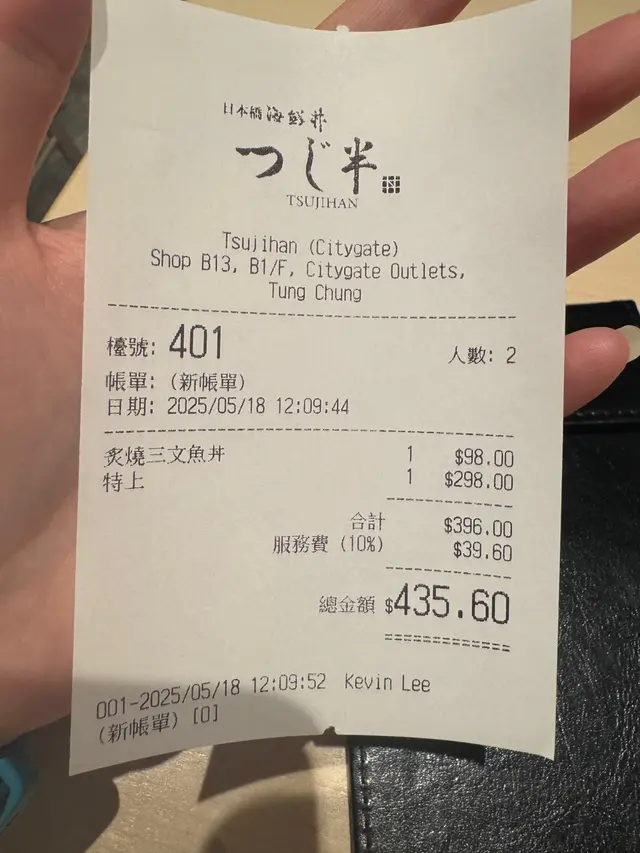 日本橋海鮮丼
つじ半
TSUJIHAN
Tsujihan (Citygate)
Shop B13, B1/F, Citygate Outlets,
Tung Chung
檯號: 401 人數: 2
帳單: (新帳單)
日期: 2025/05/18 12:09:44
炙燒三文魚丼 1 $98.00
特上 1 $298.00
合計 $396.00
服務費 (10%) $39.60
總金額 $435.60
001-2025/05/18 12:09:52 Kevin Lee
(新帳單) [0]